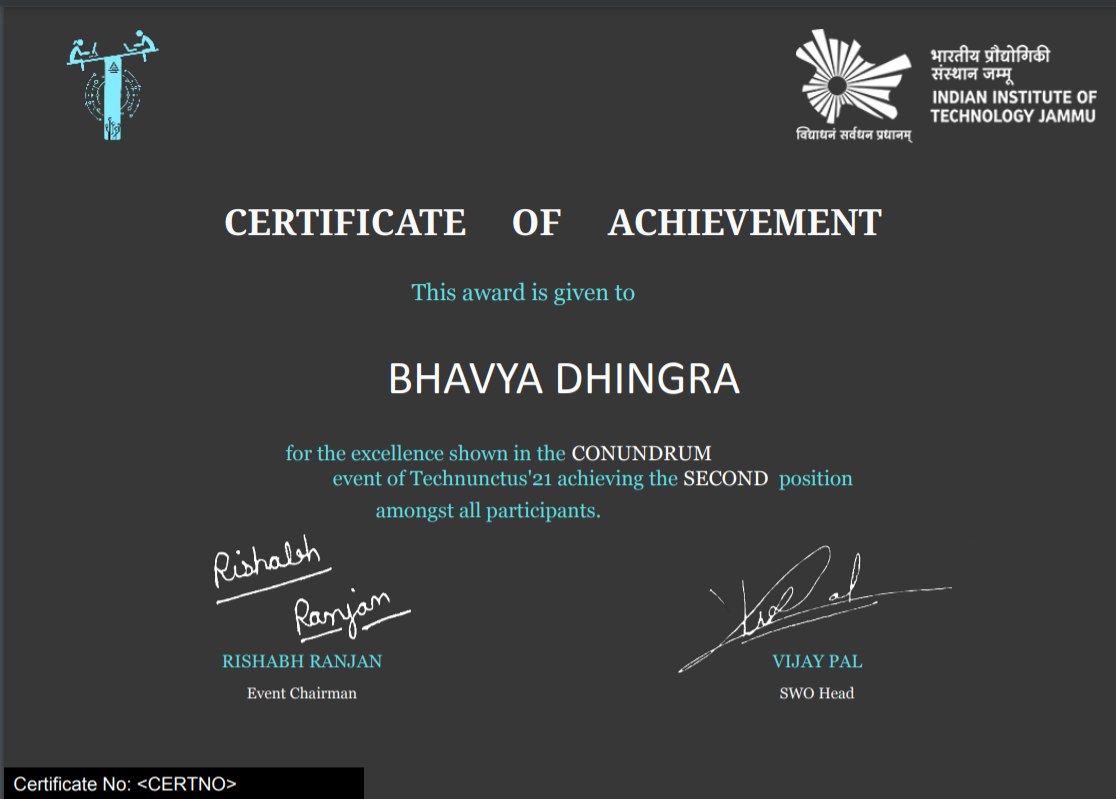 भारतीय प्रौद्योगिकी
संस्थान जम्मू
INDIAN INSTITUTE OF
TECHNOLOGY JAMMU
विद्याधनं सर्वधन प्रधानम्
CERTIFICATE OF ACHIEVEMENT
This award is given to
BHAVYA DHINGRA
for the excellence shown in the CONUNDRUM
event of Technunctus'21 achieving the SECOND position
amongst all participants.
Rishabh
Ranjan
RISHABH RANJAN
Event Chairman
VIJAY PAL
SWO Head
Certificate No: <CERTNO>